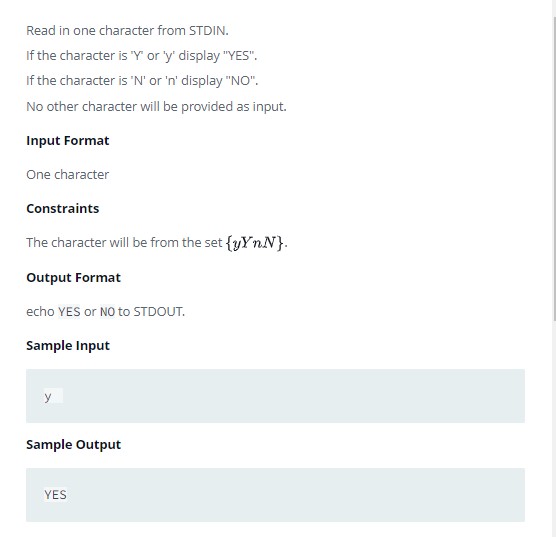 Read in one character from STDIN.
If the character is 'Y' or 'y' display "YES".
If the character is 'N' or 'n' display "NO".
No other character will be provided as input.
Input Format
One character
Constraints
The character will be from the set {yYnN}.
Output Format
echo YES or NO to STDOUT.
Sample Input
y
Sample Output
YES